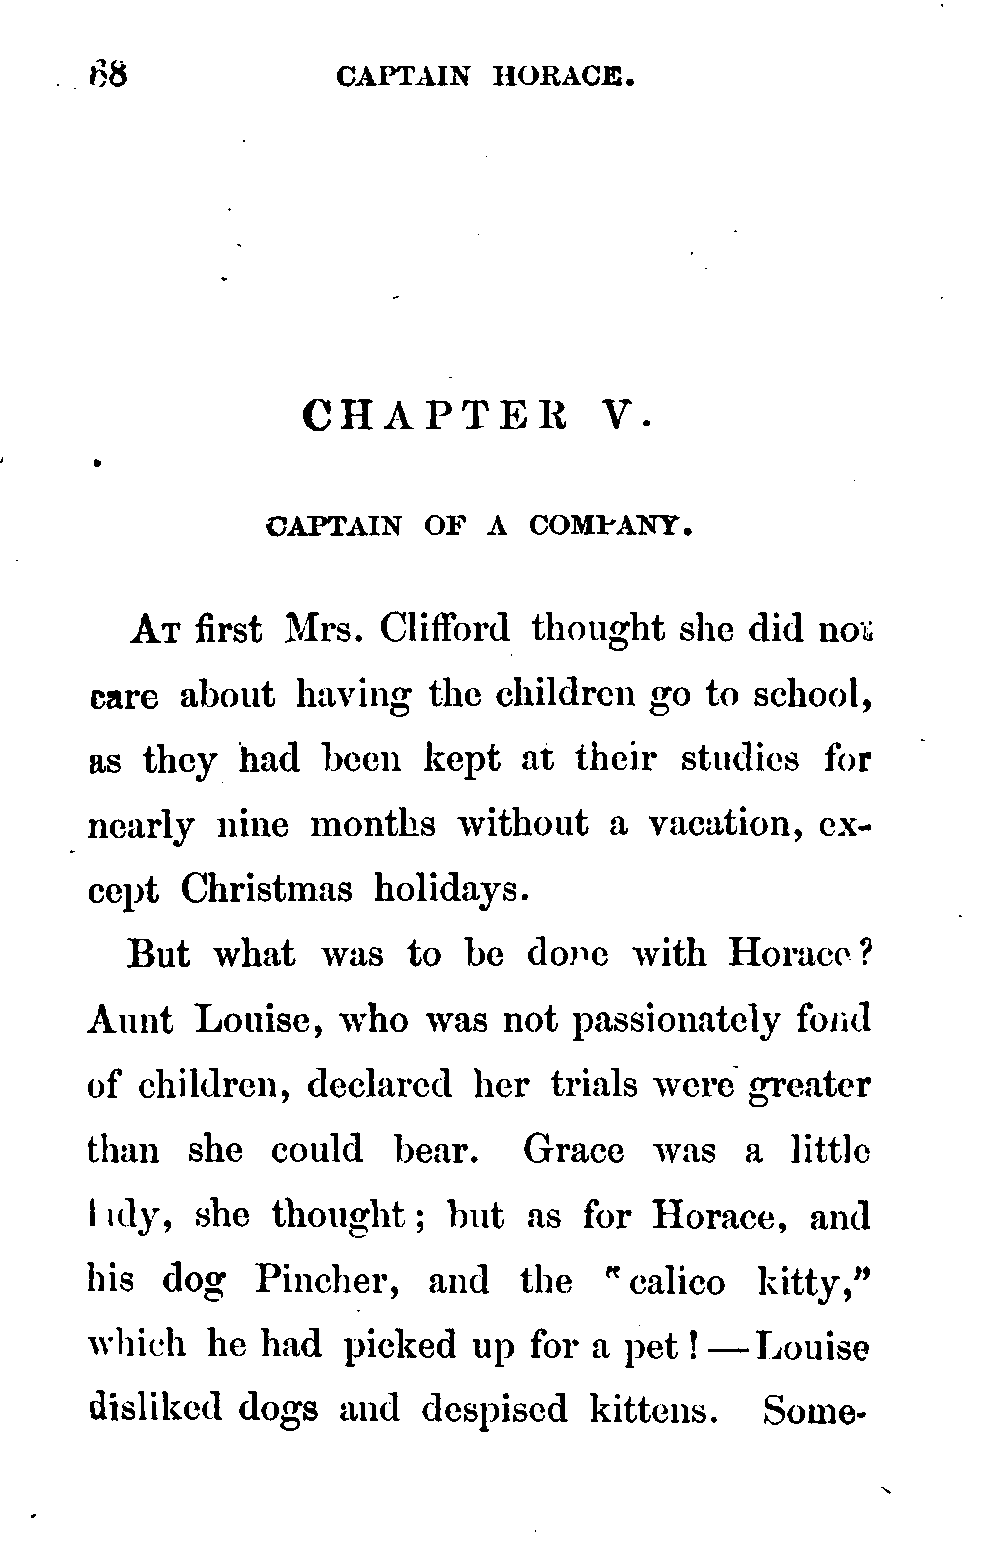 68 CAPTAIN HORACE.
CHAPTER V.
CAPTAIN OF A COMPANY.
At first Mrs. Clifford thought she did not
care about having the children go to school,
as they had been kept at their studies for
nearly nine months without a vacation, ex-
cept Christmas holidays.
But what was to be done with Horace?
Aunt Louise, who was not passionately fond
of children, declared her trials were greater
than she could bear. Grace was a little
lady, she thought; but as for Horace, and
his dog Pincher, and the "calico kitty,"
which he had picked up for a pet!—Louise
disliked dogs and despised kittens. Some-